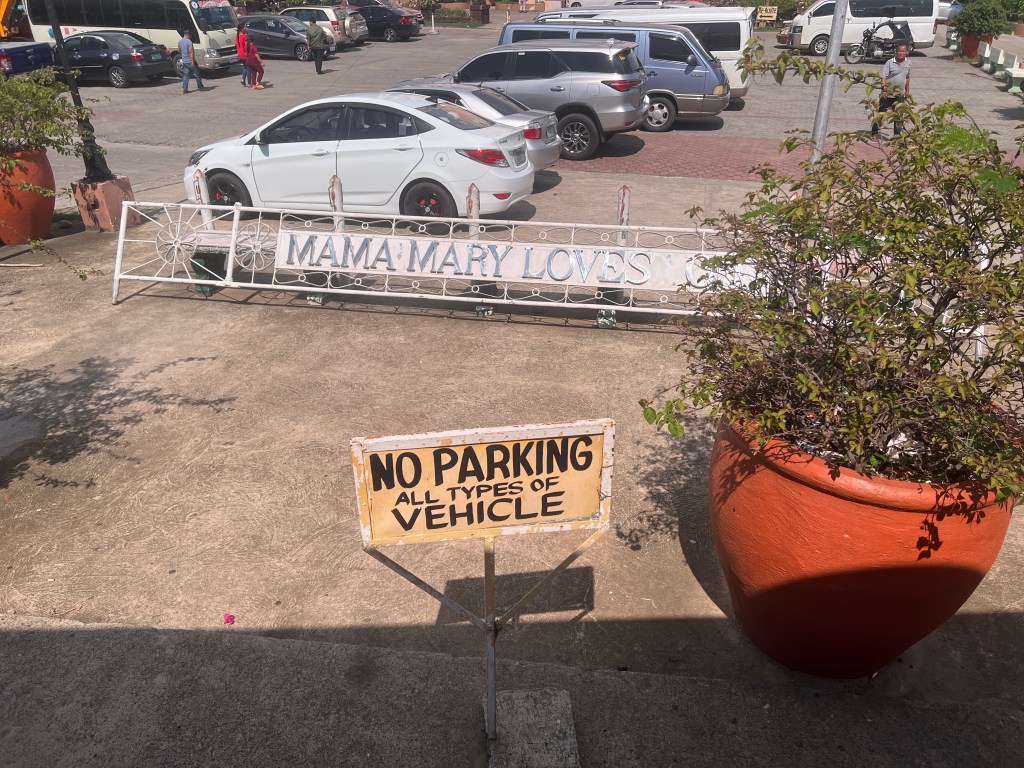 MAMA MARY LOVES
NO PARKING
ALL TYPES OF
VEHICLE